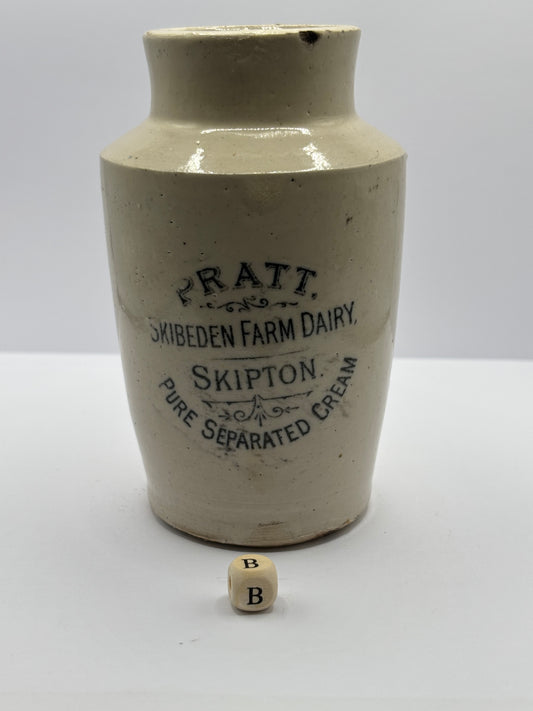 PRATT,
SKIBEDEN FARM DAIRY,
SKIPTON.
PURE SEPARATED CREAM
B
B